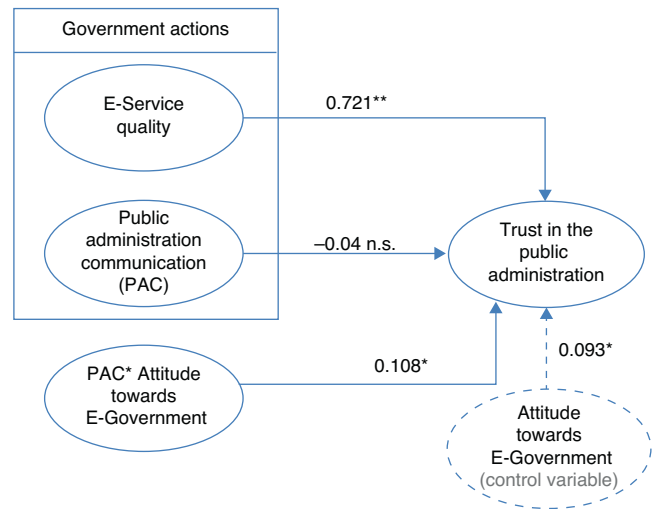 Government actions
E-Service
quality
0.721**
Public
administration
communication
(PAC)
–0.04 n.s.
Trust in the
public
administration
PAC* Attitude
towards
E-Government
0.108*
0.093*
Attitude
towards
E-Government
(control variable)